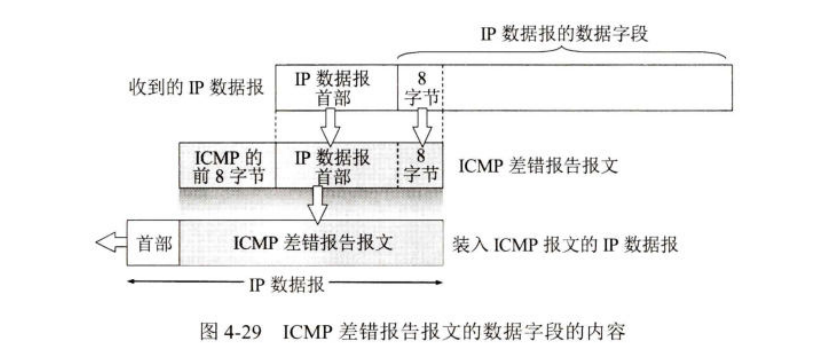 IP 数据报的数据字段
收到的 IP 数据报
IP 数据报
首部
8
字节
ICMP 的
前 8 字节
IP 数据报
首部
8
字节
ICMP 差错报告报文
首部
ICMP 差错报告报文
装入 ICMP 报文的 IP 数据报
IP 数据报
图 4-29 ICMP 差错报告报文的数据字段的内容